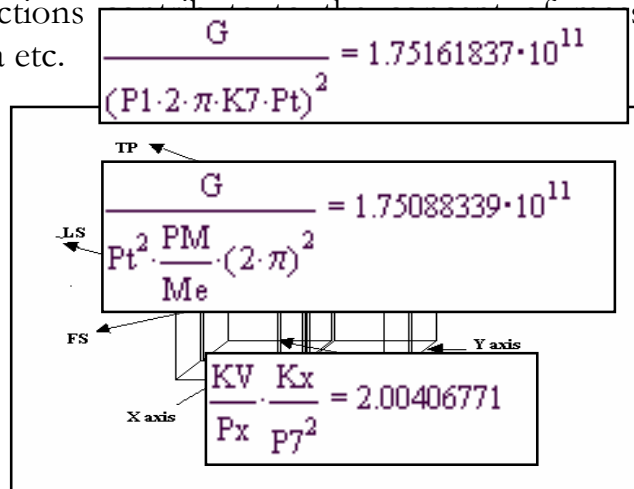 ctions
a etc.
G
(P1·2·π·K7·Pt)² = 1.75161837·10¹¹
TP
G
Pt²·PM/Me·(2·π)² = 1.75088339·10¹¹
LS
FS
Y axis
X axis
KV/Px·Kx/P7² = 2.00406771